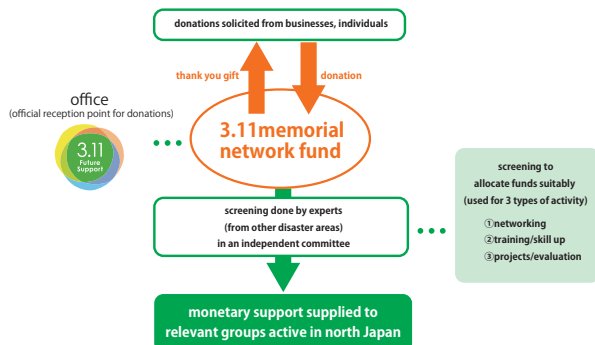 donations solicited from businesses, individuals
thank you gift
donation
office
(official reception point for donations)
3.11
Future
Support
3.11memorial
network fund
screening done by experts
(from other disaster areas)
in an independent committee
screening to
allocate funds suitably
(used for 3 types of activity)
①networking
②training/skill up
③projects/evaluation
monetary support supplied to
relevant groups active in north Japan